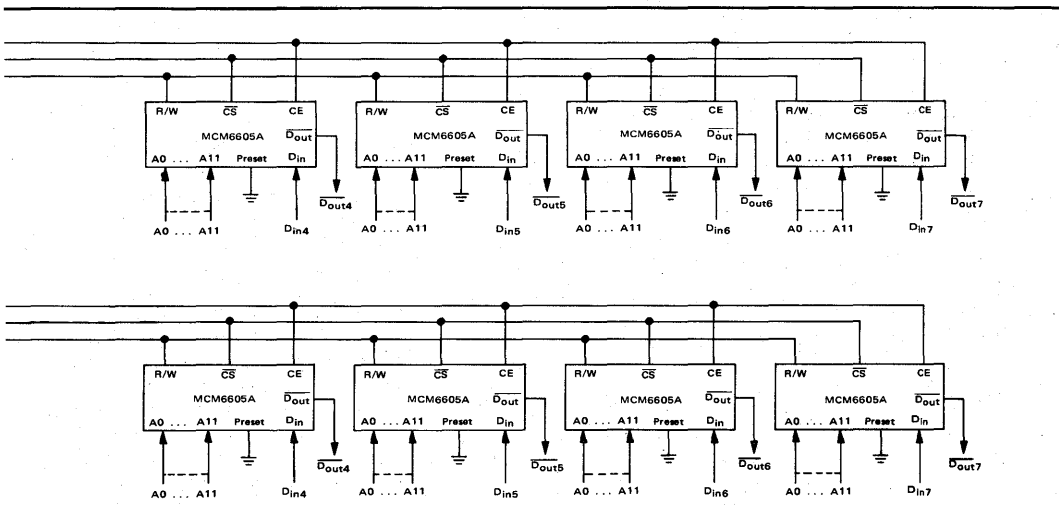 R/W CS CE R/W CS CE R/W CS CE R/W CS CE
MCM6605A Dout MCM6605A Dout MCM6605A Dout MCM6605A Dout
A0 ... A11 Preset Din A0 ... A11 Preset Din A0 ... A11 Preset Din A0 ... A11 Preset Din
Dout4 Dout5 Dout6 Dout7
A0 ... A11 Din4 A0 ... A11 Din5 A0 ... A11 Din6 A0 ... A11 Din7
R/W CS CE R/W CS CE R/W CS CE R/W CS CE
MCM6605A Dout MCM6605A Dout MCM6605A Dout MCM6605A Dout
A0 ... A11 Preset Din A0 ... A11 Preset Din A0 ... A11 Preset Din A0 ... A11 Preset Din
Dout4 Dout5 Dout6 Dout7
A0 ... A11 Din4 A0 ... A11 Din5 A0 ... A11 Din6 A0 ... A11 Din7